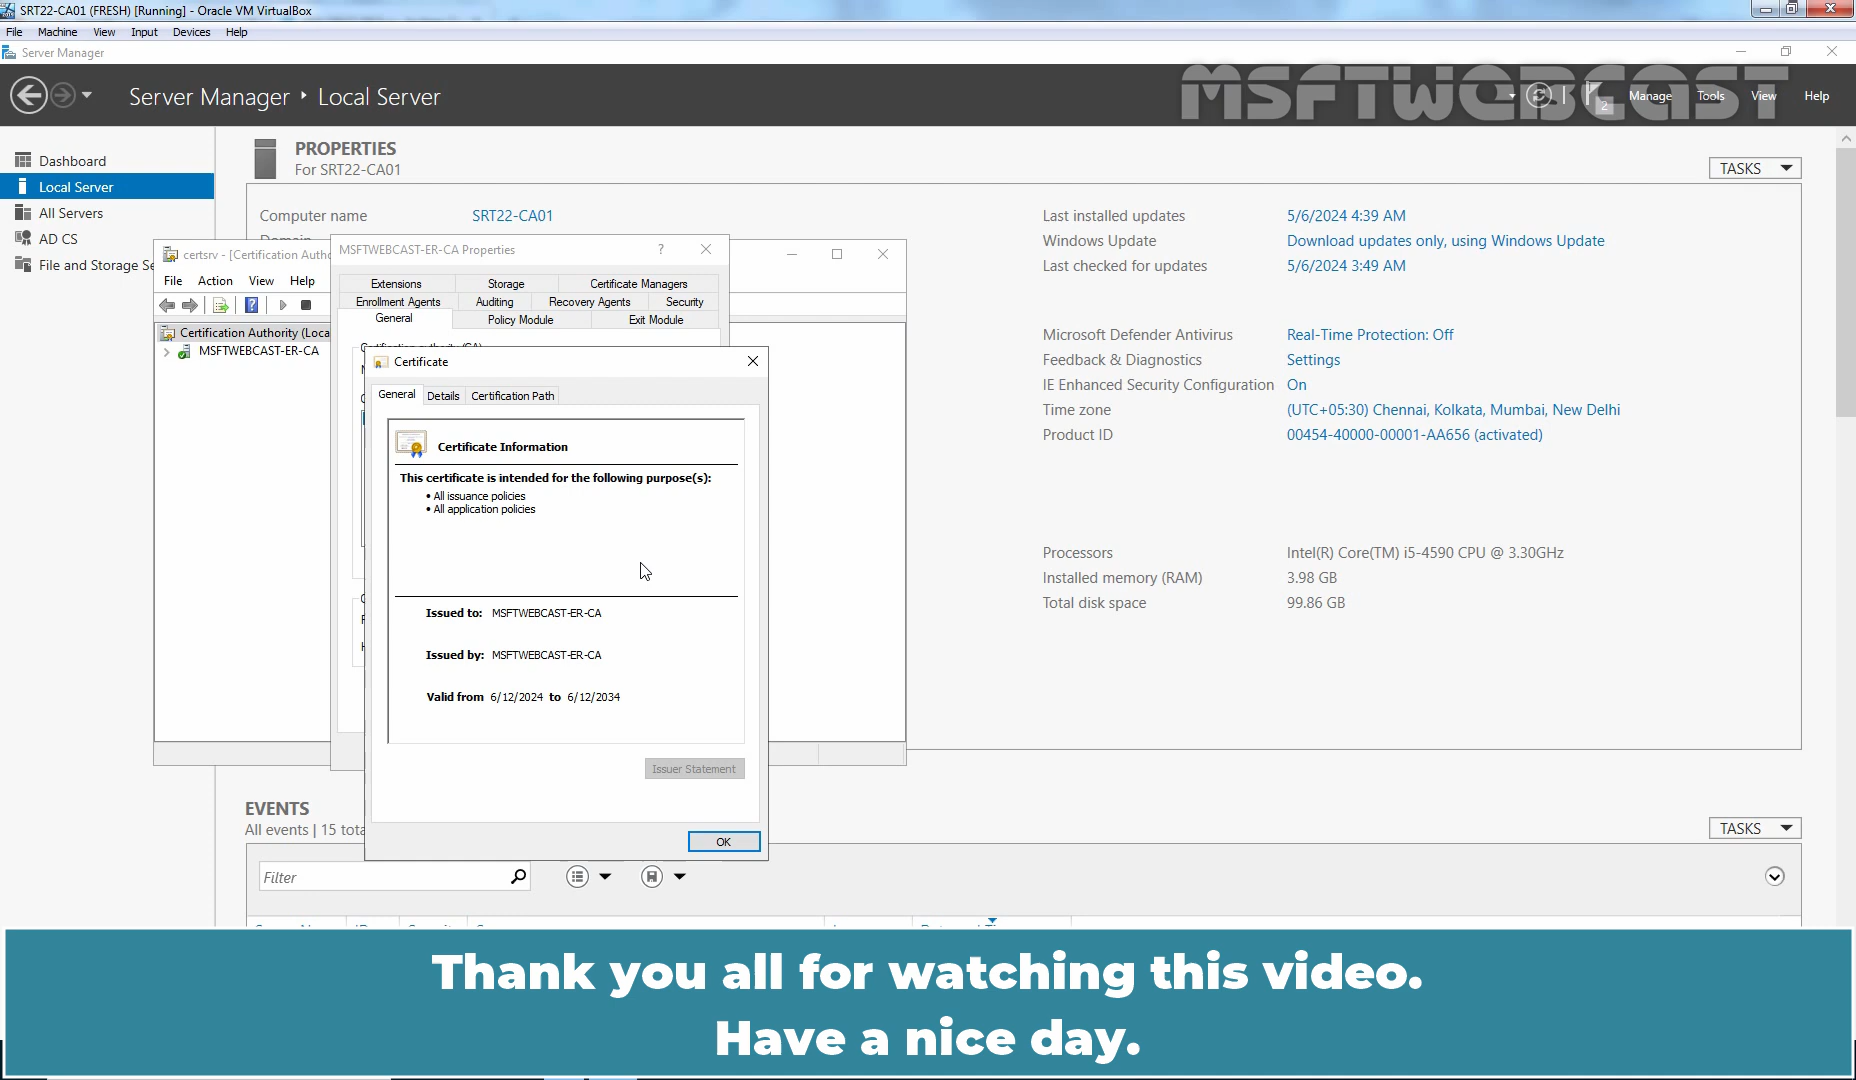 SRT22-CA01 (FRESH) [Running] - Oracle VM VirtualBox
File Machine View Input Devices Help
Server Manager
Server Manager ‣ Local Server
MSFTWEBCAST
2 Manage Tools View Help
Dashboard
Local Server
All Servers
AD CS
File and Storage Se
PROPERTIES
For SRT22-CA01
TASKS
Computer name SRT22-CA01
Last installed updates 5/6/2024 4:39 AM
Windows Update Download updates only, using Windows Update
Last checked for updates 5/6/2024 3:49 AM
Microsoft Defender Antivirus Real-Time Protection: Off
Feedback & Diagnostics Settings
IE Enhanced Security Configuration On
Time zone (UTC+05:30) Chennai, Kolkata, Mumbai, New Delhi
Product ID 00454-40000-00001-AA656 (activated)
Processors Intel(R) Core(TM) i5-4590 CPU @ 3.30GHz
Installed memory (RAM) 3.98 GB
Total disk space 99.86 GB
certsrv - [Certification Autho
File Action View Help
Certification Authority (Loca
MSFTWEBCAST-ER-CA
MSFTWEBCAST-ER-CA Properties
Extensions Storage Certificate Managers
Enrollment Agents Auditing Recovery Agents Security
General Policy Module Exit Module
Certificate
General Details Certification Path
Certificate Information
This certificate is intended for the following purpose(s):
• All issuance policies
• All application policies
Issued to: MSFTWEBCAST-ER-CA
Issued by: MSFTWEBCAST-ER-CA
Valid from 6/12/2024 to 6/12/2034
Issuer Statement
OK
EVENTS
All events | 15 tota
TASKS
Filter
Thank you all for watching this video.
Have a nice day.